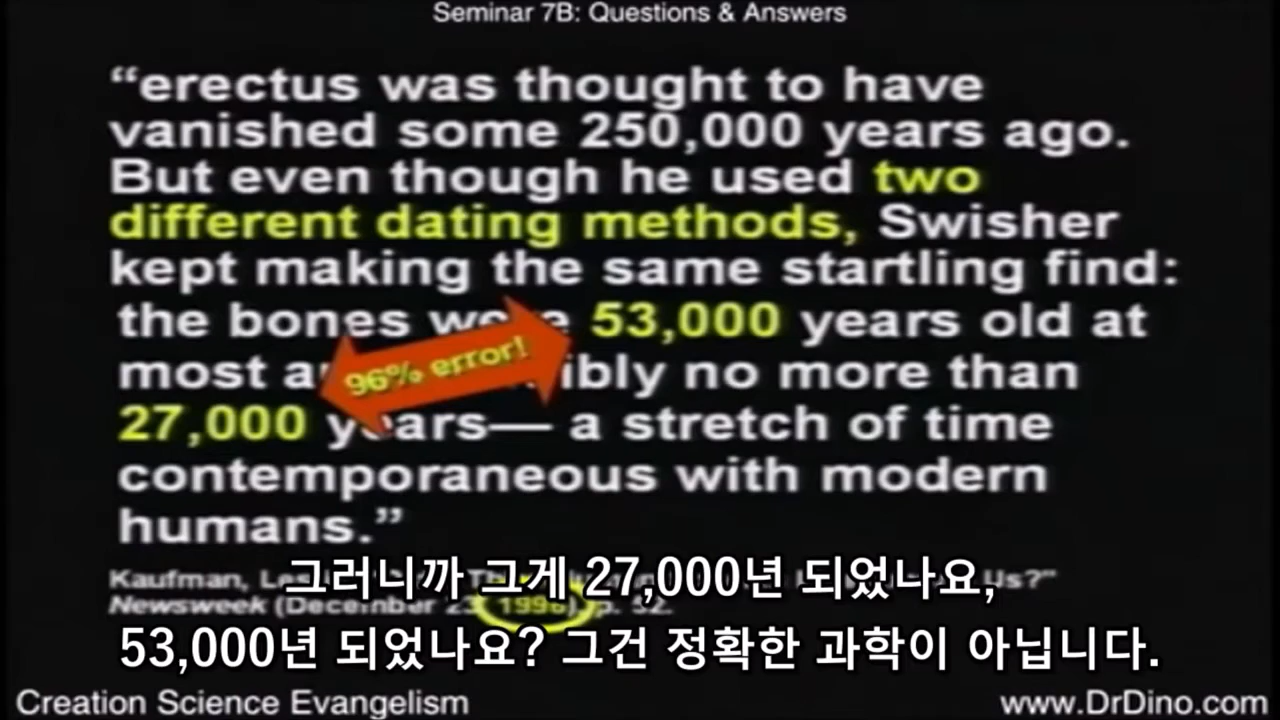 Seminar 7B: Questions & Answers
“erectus was thought to have
vanished some 250,000 years ago.
But even though he used two
different dating methods, Swisher
kept making the same startling find:
the bones 53,000 years old at
96% error!
most no more than
27,000 years— a stretch of time
contemporaneous with modern
humans.”
Kaufman, Us?”
Newsweek (December 23, 1996), p. 52.
그러니까 그게 27,000년 되었나요,
53,000년 되었나요? 그건 정확한 과학이 아닙니다.
Creation Science Evangelism
www.DrDino.com